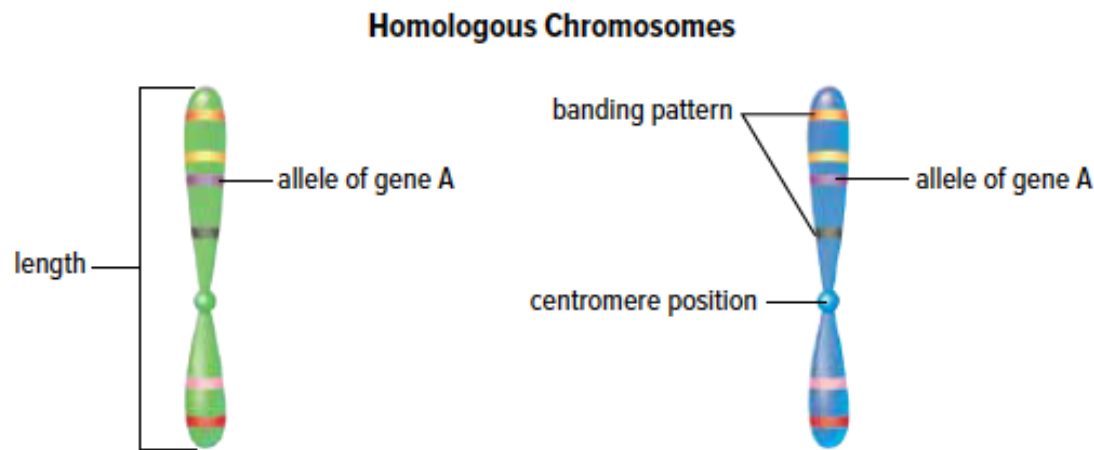 Homologous Chromosomes
banding pattern
allele of gene A
allele of gene A
length
centromere position